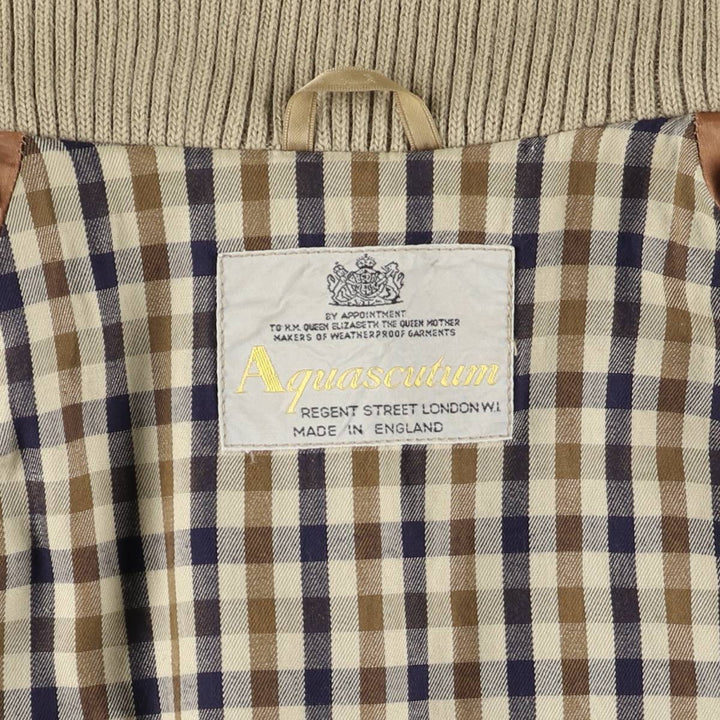 BY APPOINTMENT
TO H.M. QUEEN ELIZABETH THE QUEEN MOTHER
MAKERS OF WEATHERPROOF GARMENTS
Aquascutum
REGENT STREET LONDON W.1.
MADE IN ENGLAND